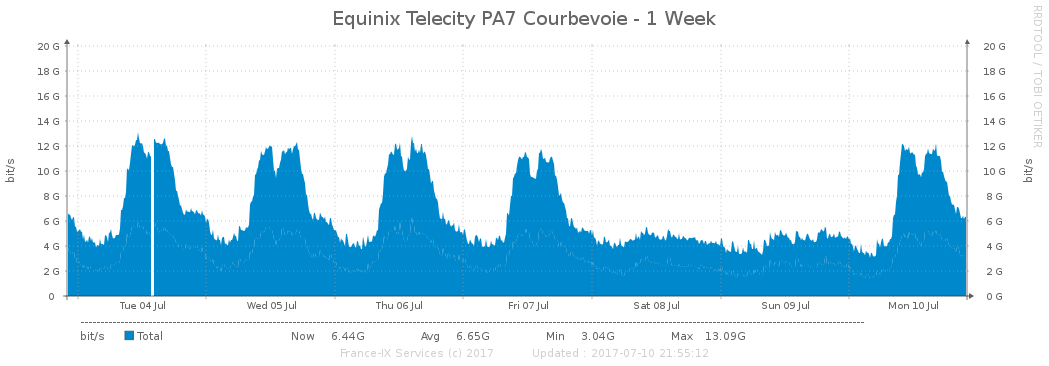 Equinix Telecity PA7 Courbevoie - 1 Week
RRDTOOL / TOBI OETIKER
20 G 20 G
18 G 18 G
16 G 16 G
14 G 14 G
12 G 12 G
10 G 10 G
8 G 8 G
6 G 6 G
4 G 4 G
2 G 2 G
0 0 G
bit/s
bit/s
Tue 04 Jul Wed 05 Jul Thu 06 Jul Fri 07 Jul Sat 08 Jul Sun 09 Jul Mon 10 Jul
bit/s Total Now 6.44G Avg 6.65G Min 3.04G Max 13.09G
France-IX Services (c) 2017 Updated : 2017-07-10 21:55:12